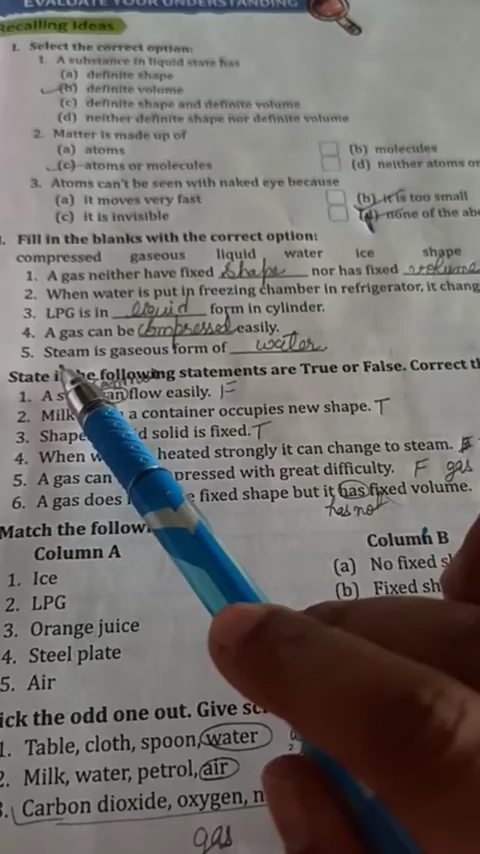 EVALUATE YOUR UNDERSTANDING
Recalling Ideas
I. Select the correct option:
1. A substance in liquid state has
(a) definite shape
(b) definite volume
(c) definite shape and definite volume
(d) neither definite shape nor definite volume
2. Matter is made up of
(a) atoms
(b) molecules
(c) atoms or molecules
(d) neither atoms or
3. Atoms can't be seen with naked eye because
(a) it moves very fast
(b) it is too small
(c) it is invisible
(d) none of the abo
Fill in the blanks with the correct option:
compressed gaseous liquid water ice shape
1. A gas neither have fixed shape nor has fixed volume
2. When water is put in freezing chamber in refrigerator, it chang
3. LPG is in liquid form in cylinder.
4. A gas can be compressed easily.
5. Steam is gaseous form of water
State i he following statements are True or False. Correct th
1. A s an flow easily. F
2. Milk a container occupies new shape. T
3. Shape d solid is fixed. T
4. When w heated strongly it can change to steam.
5. A gas can pressed with great difficulty. F gas
6. A gas does e fixed shape but it has fixed volume.
has not
Match the follow
Column A
Column B
1. Ice
(a) No fixed s
2. LPG
(b) Fixed sh
3. Orange juice
4. Steel plate
5. Air
ick the odd one out. Give
1. Table, cloth, spoon, water
2. Milk, water, petrol, air
3. Carbon dioxide, oxygen, n
gas